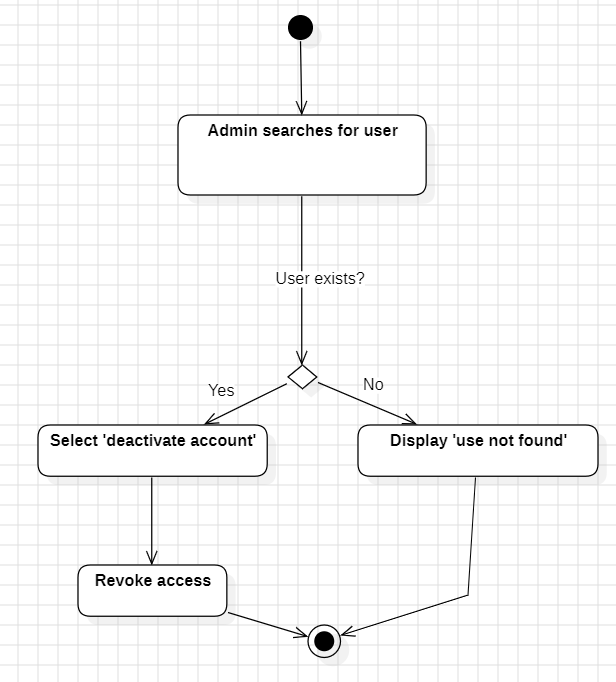 Admin searches for user
User exists?
Yes
No
Select 'deactivate account'
Display 'use not found'
Revoke access